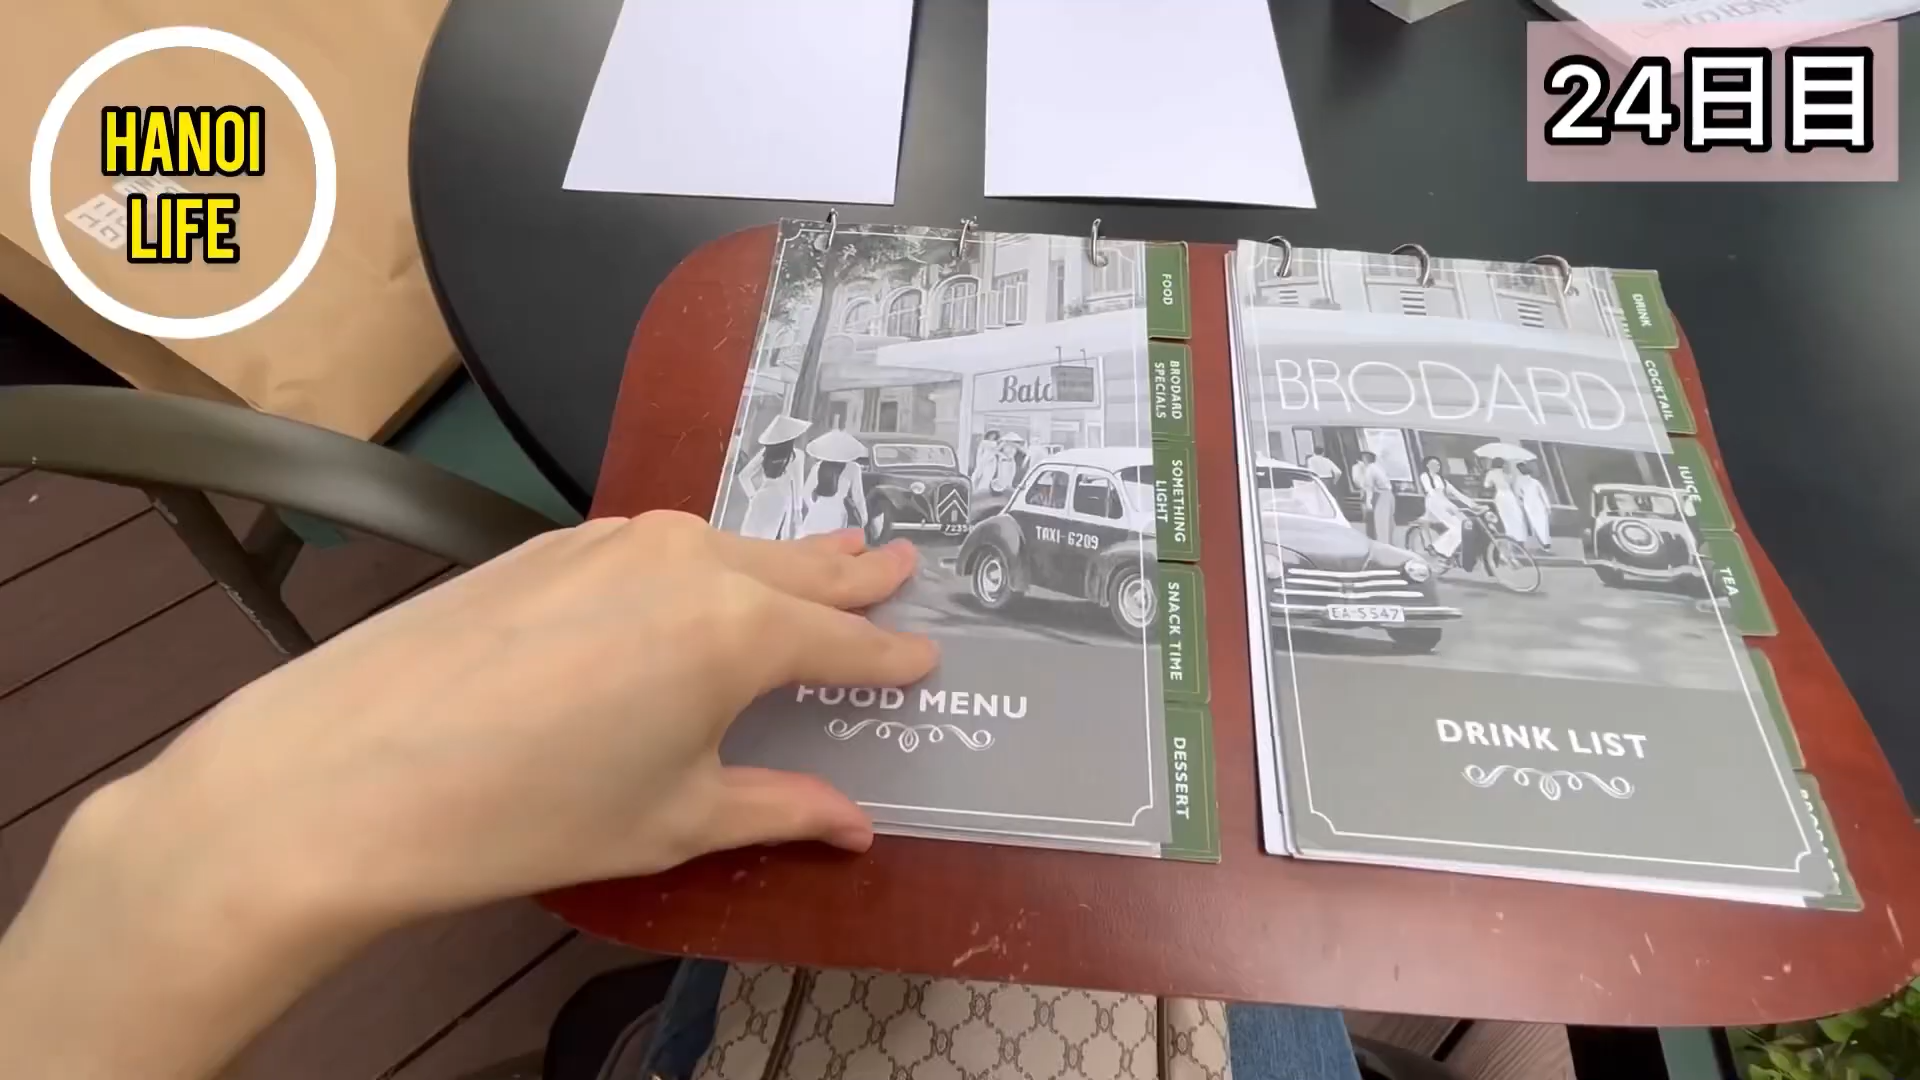 HANOI
LIFE
24日目
Bata
TAXI-6209
FOOD MENU
FOOD
BRODARD
SPECIALS
SOMETHING
LIGHT
SNACK TIME
DESSERT
BRODARD
EA-5547
DRINK LIST
DRINK
COCKTAIL
JUICE
TEA